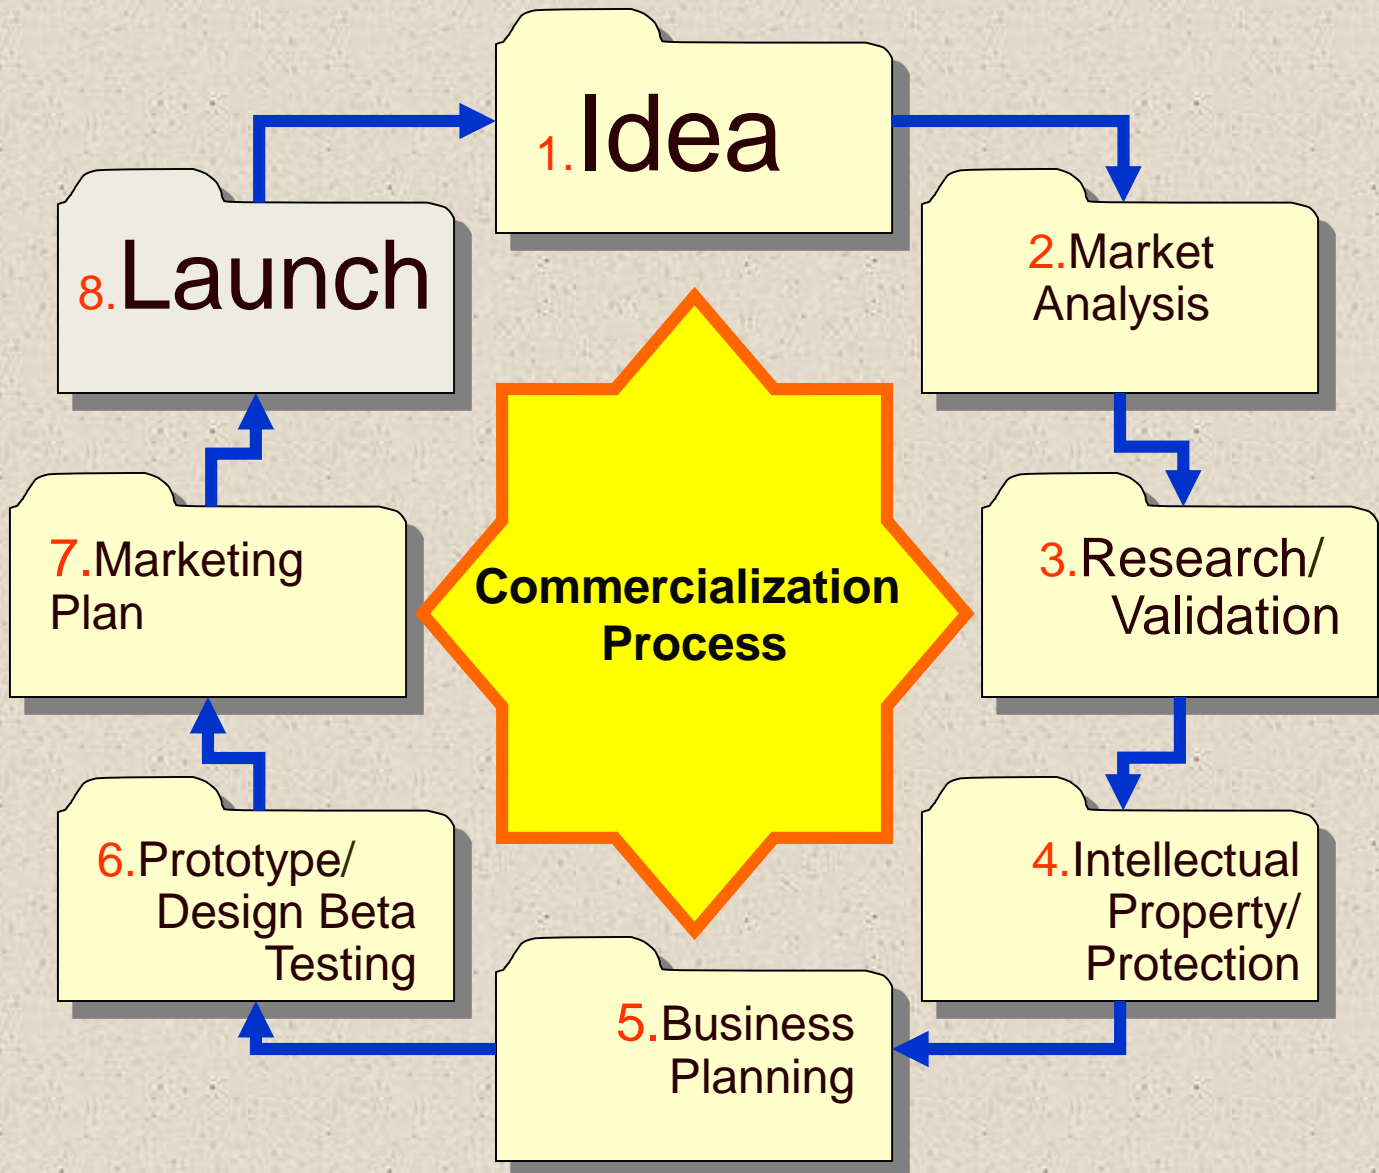 1.Idea
2.Market
Analysis
3.Research/
Validation
4.Intellectual
Property/
Protection
5.Business
Planning
6.Prototype/
Design Beta
Testing
7.Marketing
Plan
8.Launch
Commercialization
Process